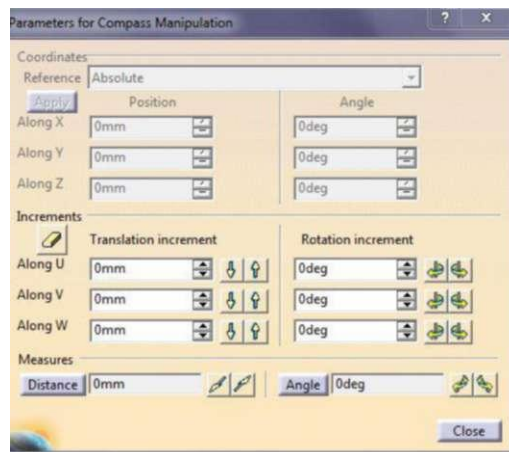 Parameters for Compass Manipulation ? X
Coordinates
Reference Absolute
Apply Position Angle
Along X 0mm 0deg
Along Y 0mm 0deg
Along Z 0mm 0deg
Increments
Translation increment Rotation increment
Along U 0mm 0deg
Along V 0mm 0deg
Along W 0mm 0deg
Measures
Distance 0mm Angle 0deg
Close